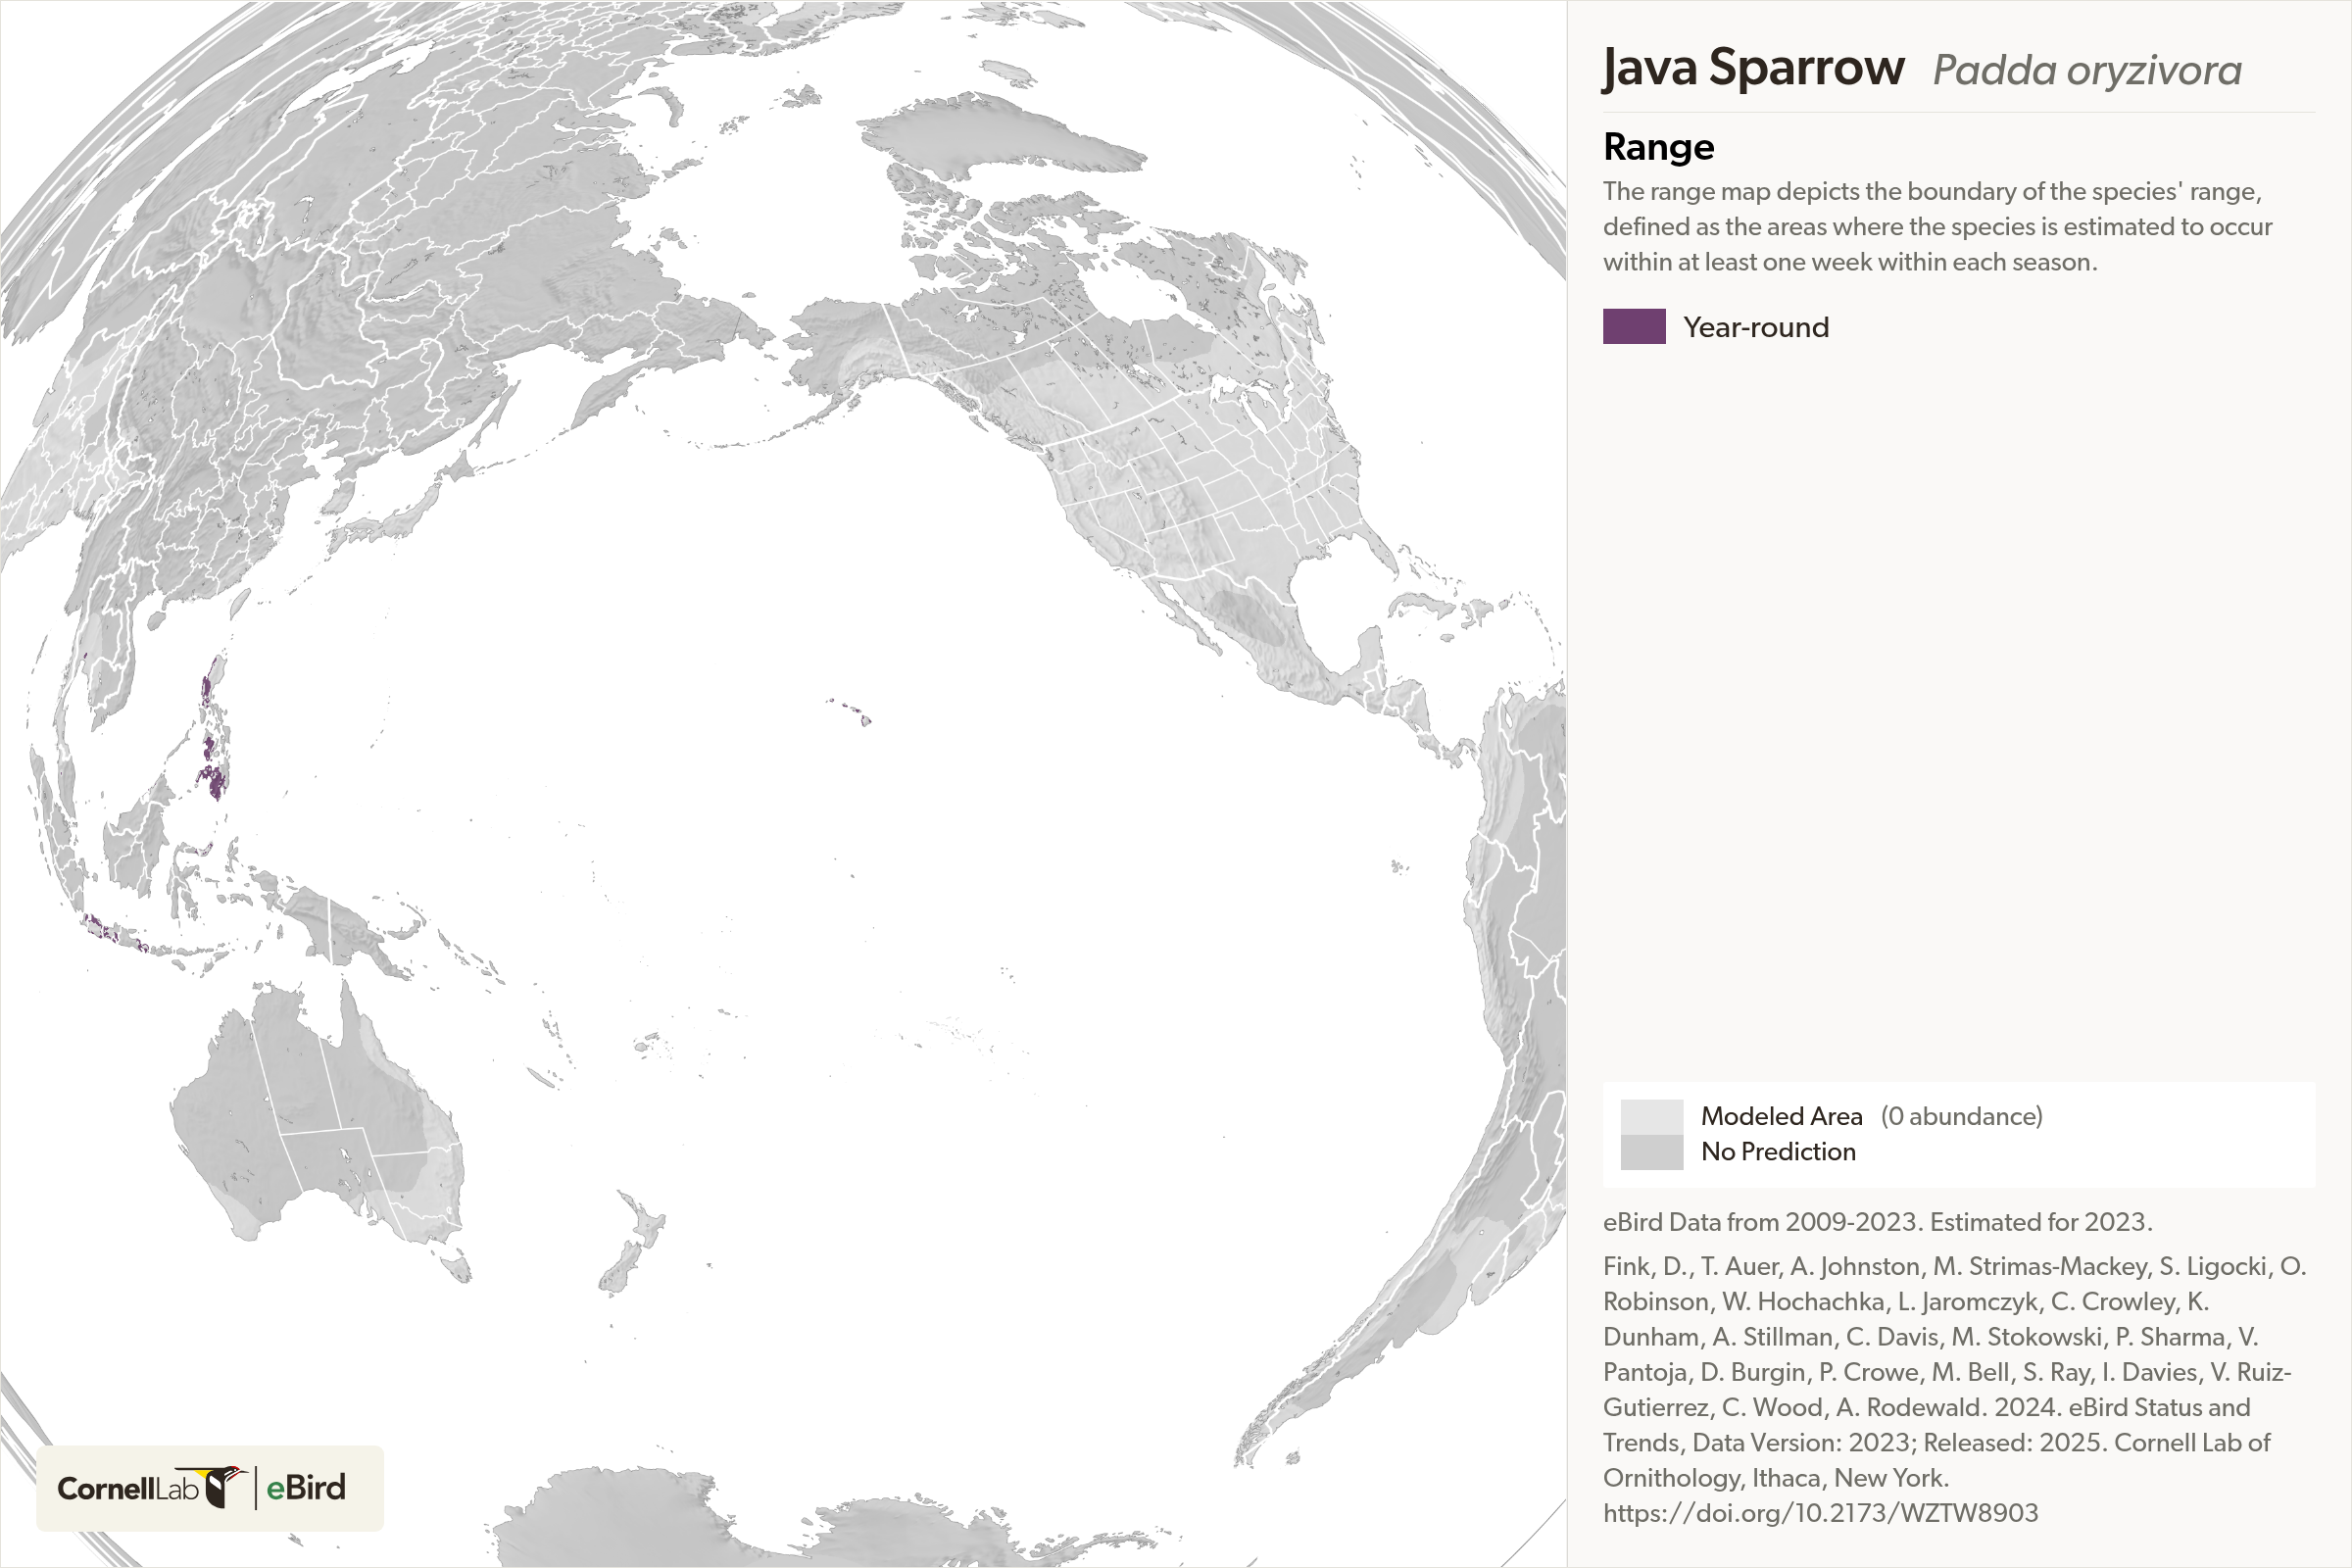 Java Sparrow Padda oryzivora
Range
The range map depicts the boundary of the species' range,
defined as the areas where the species is estimated to occur
within at least one week within each season.
Year-round
Modeled Area (0 abundance)
No Prediction
eBird Data from 2009-2023. Estimated for 2023.
Fink, D., T. Auer, A. Johnston, M. Strimas-Mackey, S. Ligocki, O.
Robinson, W. Hochachka, L. Jaromczyk, C. Crowley, K.
Dunham, A. Stillman, C. Davis, M. Stokowski, P. Sharma, V.
Pantoja, D. Burgin, P. Crowe, M. Bell, S. Ray, I. Davies, V. Ruiz-
Gutierrez, C. Wood, A. Rodewald. 2024. eBird Status and
Trends, Data Version: 2023; Released: 2025. Cornell Lab of
Ornithology, Ithaca, New York.
https://doi.org/10.2173/WZTW8903
CornellLab eBird